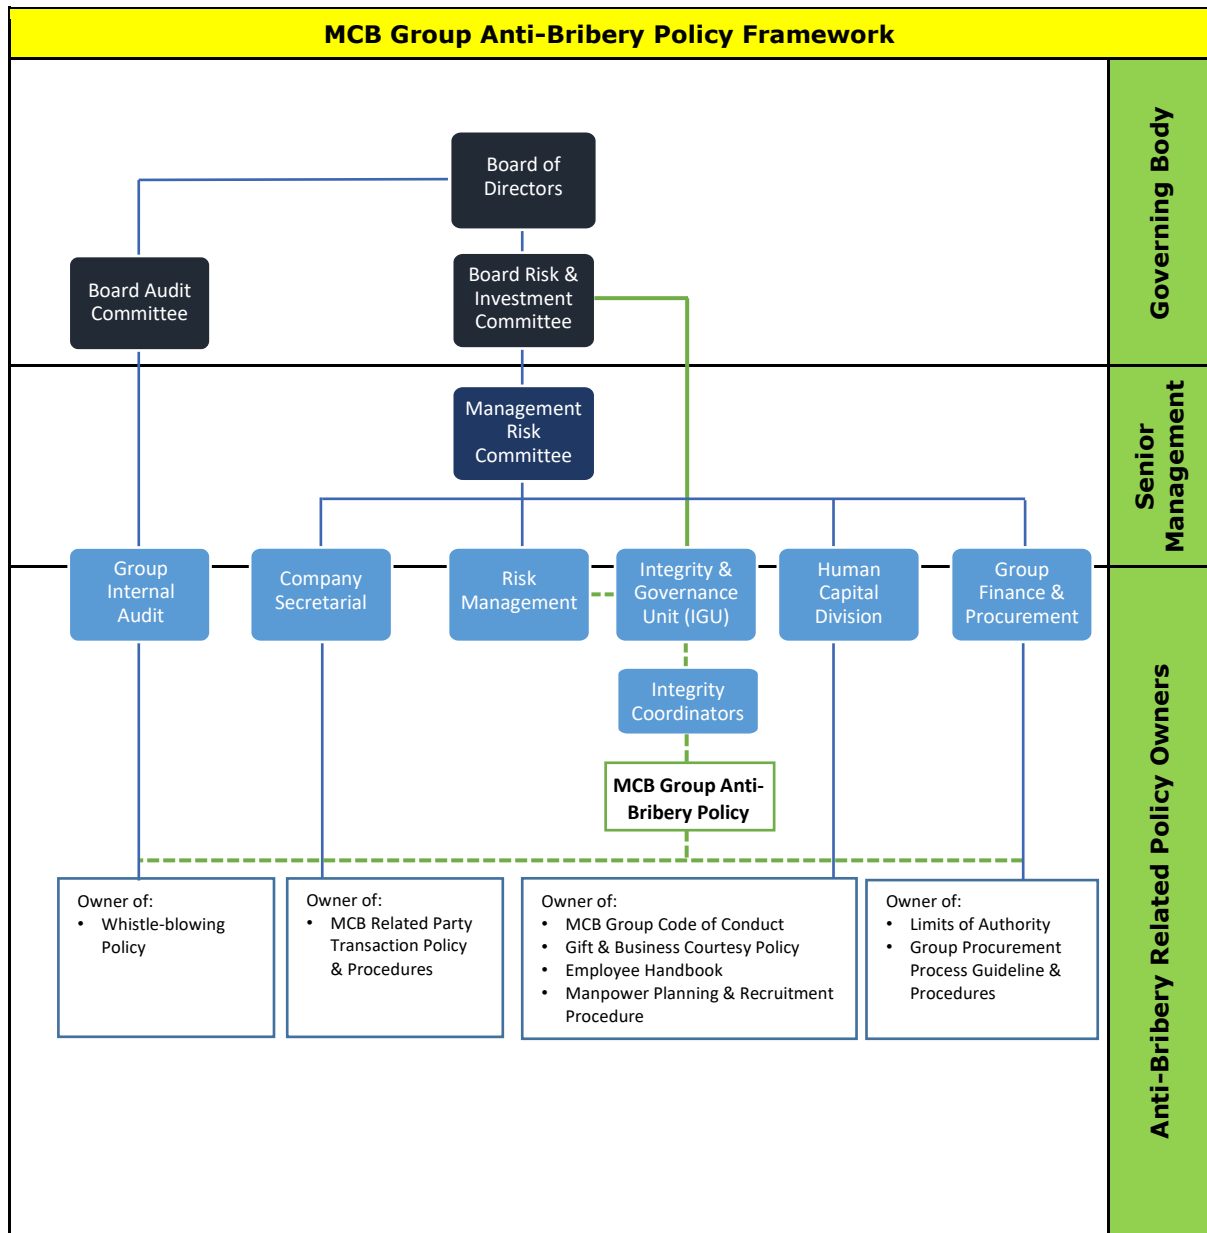 MCB Group Anti-Bribery Policy Framework
Governing Body
Board of
Directors
Board Audit
Committee
Board Risk &
Investment
Committee
Senior
Management
Management
Risk
Committee
Group
Internal
Audit
Company
Secretarial
Risk
Management
Integrity &
Governance
Unit (IGU)
Human
Capital
Division
Group
Finance &
Procurement
Anti-Bribery Related Policy Owners
Integrity
Coordinators
MCB Group Anti-
Bribery Policy
Owner of:
• Whistle-blowing
Policy
Owner of:
• MCB Related Party
Transaction Policy
& Procedures
Owner of:
• MCB Group Code of Conduct
• Gift & Business Courtesy Policy
• Employee Handbook
• Manpower Planning & Recruitment
Procedure
Owner of:
• Limits of Authority
• Group Procurement
Process Guideline &
Procedures